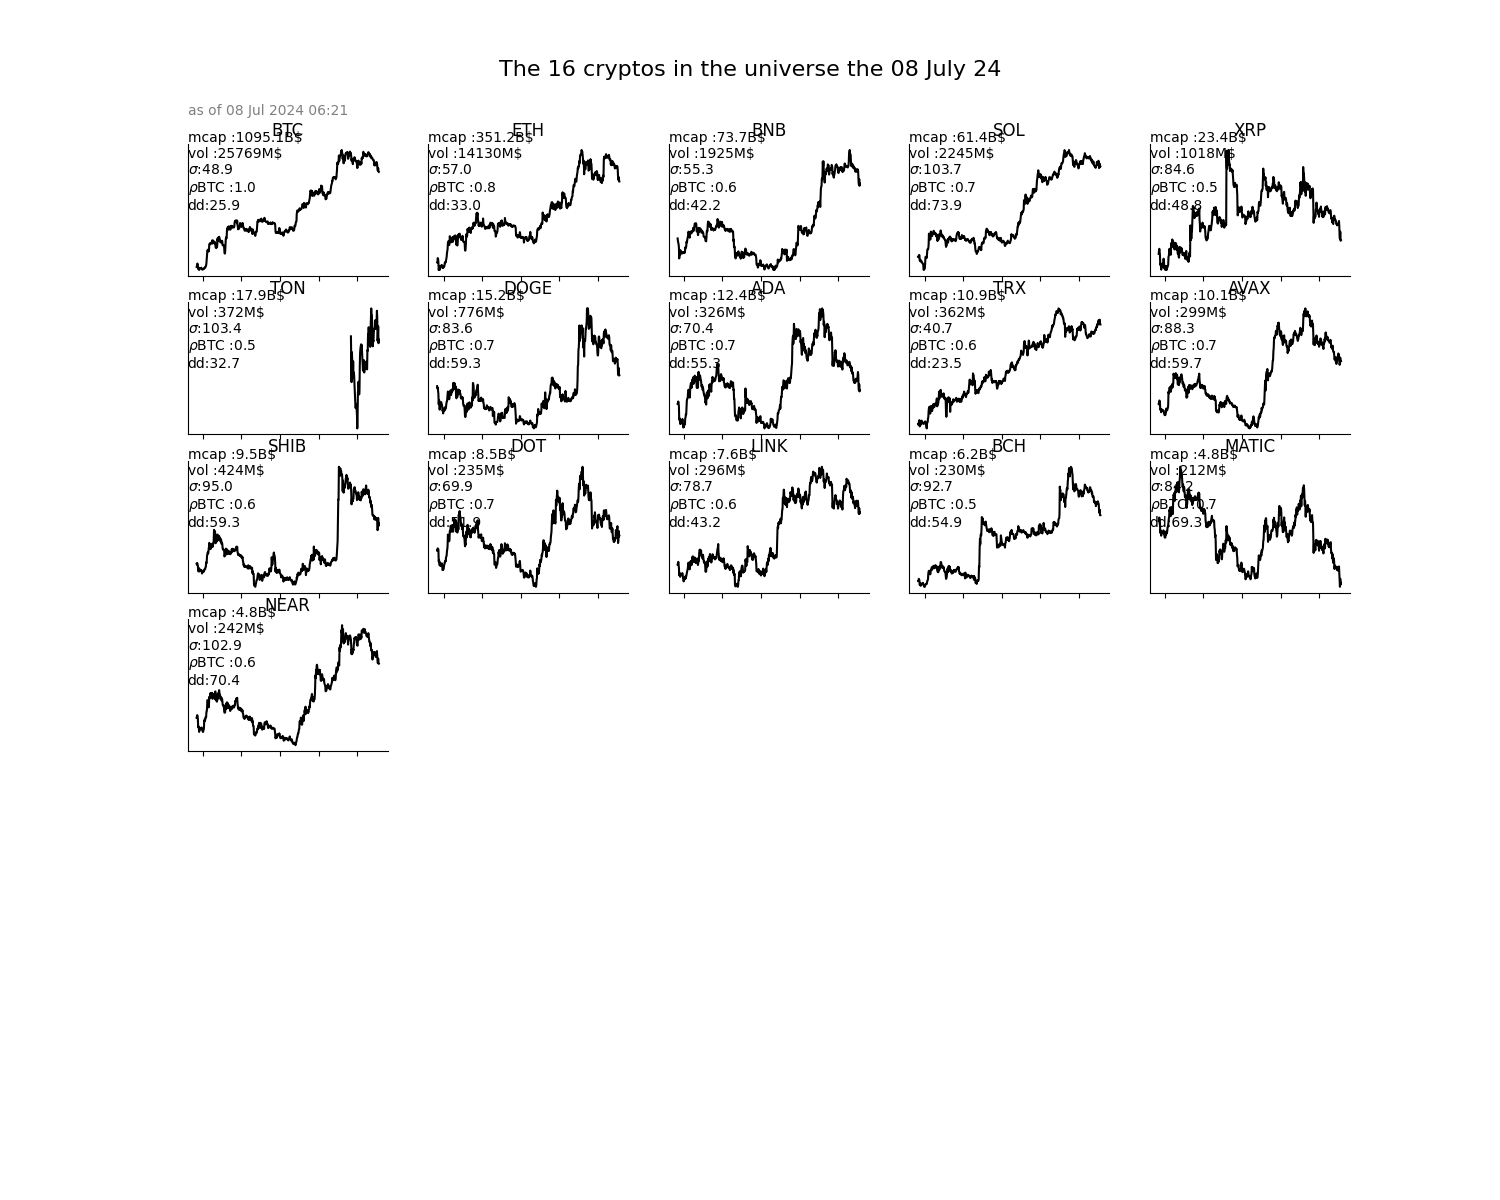 The 16 cryptos in the universe the 08 July 24
as of 08 Jul 2024 06:21
BTC
mcap :1095.1B$
vol :25769M$
σ:48.9
ρBTC :1.0
dd:25.9
ETH
mcap :351.2B$
vol :14130M$
σ:57.0
ρBTC :0.8
dd:33.0
BNB
mcap :73.7B$
vol :1925M$
σ:55.3
ρBTC :0.6
dd:42.2
SOL
mcap :61.4B$
vol :2245M$
σ:103.7
ρBTC :0.7
dd:73.9
XRP
mcap :23.4B$
vol :1018M$
σ:84.6
ρBTC :0.5
dd:48.8
TON
mcap :17.9B$
vol :372M$
σ:103.4
ρBTC :0.5
dd:32.7
DOGE
mcap :15.2B$
vol :776M$
σ:83.6
ρBTC :0.7
dd:59.3
ADA
mcap :12.4B$
vol :326M$
σ:70.4
ρBTC :0.7
dd:55.3
TRX
mcap :10.9B$
vol :362M$
σ:40.7
ρBTC :0.6
dd:23.5
AVAX
mcap :10.1B$
vol :299M$
σ:88.3
ρBTC :0.7
dd:59.7
SHIB
mcap :9.5B$
vol :424M$
σ:95.0
ρBTC :0.6
dd:59.3
DOT
mcap :8.5B$
vol :235M$
σ:69.9
ρBTC :0.7
dd:51.9
LINK
mcap :7.6B$
vol :296M$
σ:78.7
ρBTC :0.6
dd:43.2
BCH
mcap :6.2B$
vol :230M$
σ:92.7
ρBTC :0.5
dd:54.9
MATIC
mcap :4.8B$
vol :212M$
σ:84.2
ρBTC :0.7
dd:69.3
NEAR
mcap :4.8B$
vol :242M$
σ:102.9
ρBTC :0.6
dd:70.4